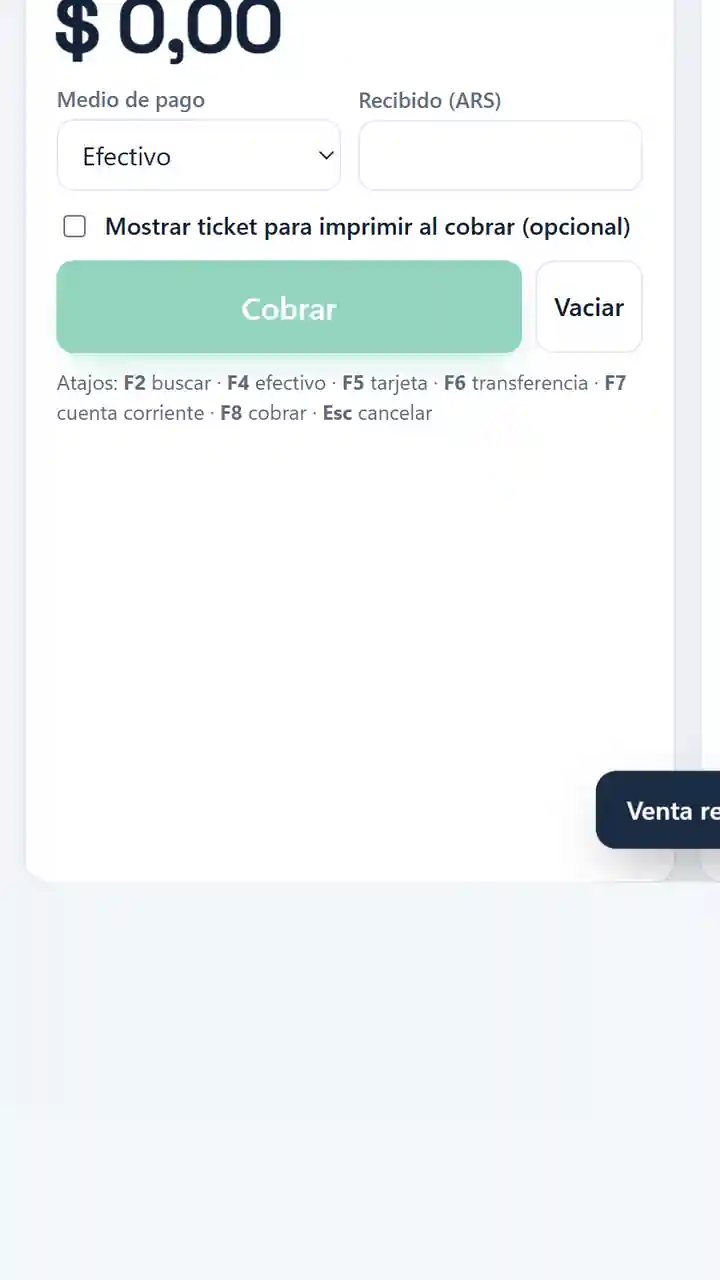 $ 0,00
Medio de pago
Recibido (ARS)
Efectivo
Mostrar ticket para imprimir al cobrar (opcional)
Cobrar
Vaciar
Atajos: F2 buscar · F4 efectivo · F5 tarjeta · F6 transferencia · F7
cuenta corriente · F8 cobrar · Esc cancelar
Venta re